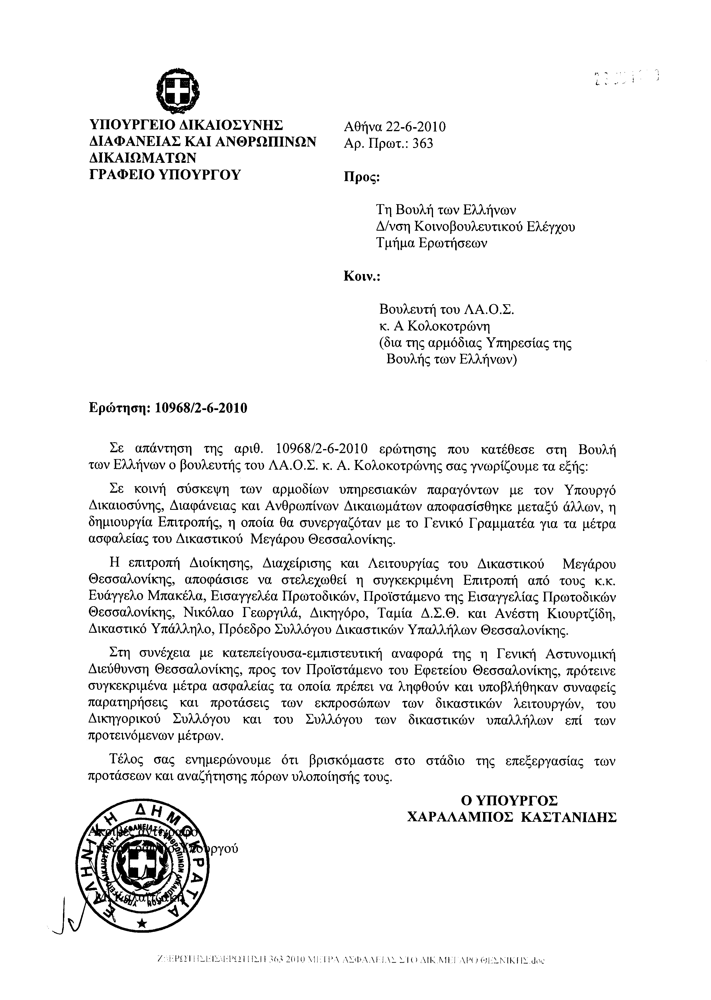 ΥΠΟΥΡΓΕΙΟ ΔΙΚΑΙΟΣΥΝΗΣ
ΔΙΑΦΑΝΕΙΑΣ ΚΑΙ ΑΝΘΡΩΠΙΝΩΝ
ΔΙΚΑΙΩΜΑΤΩΝ
ΓΡΑΦΕΙΟ ΥΠΟΥΡΓΟΥ
Αθήνα 22-6-2010
Αρ. Πρωτ.: 363
Προς:
Τη Βουλή των Ελλήνων
Δ/νση Κοινοβουλευτικού Ελέγχου
Τμήμα Ερωτήσεων
Κοιν.:
Βουλευτή του ΛΑ.Ο.Σ.
κ. Α Κολοκοτρώνη
(δια της αρμόδιας Υπηρεσίας της
Βουλής των Ελλήνων)
Ερώτηση: 10968/2-6-2010
Σε απάντηση της αριθ. 10968/2-6-2010 ερώτησης που κατέθεσε στη Βουλή
των Ελλήνων ο βουλευτής του ΛΑ.Ο.Σ. κ. Α. Κολοκοτρώνης σας γνωρίζουμε τα εξής:
Σε κοινή σύσκεψη των αρμοδίων υπηρεσιακών παραγόντων με τον Υπουργό
Δικαιοσύνης, Διαφάνειας και Ανθρωπίνων Δικαιωμάτων αποφασίσθηκε μεταξύ άλλων, η
δημιουργία Επιτροπής, η οποία θα συνεργαζόταν με το Γενικό Γραμματέα για τα μέτρα
ασφαλείας του Δικαστικού Μεγάρου Θεσσαλονίκης.
Η επιτροπή Διοίκησης, Διαχείρισης και Λειτουργίας του Δικαστικού Μεγάρου
Θεσσαλονίκης, αποφάσισε να στελεχωθεί η συγκεκριμένη Επιτροπή από τους κ.κ.
Ευάγγελο Μπακέλα, Εισαγγελέα Πρωτοδικών, Προϊστάμενο της Εισαγγελίας Πρωτοδικών
Θεσσαλονίκης, Νικόλαο Γεωργιλά, Δικηγόρο, Ταμία Δ.Σ.Θ. και Ανέστη Κιουρτζίδη,
Δικαστικό Υπάλληλο, Πρόεδρο Συλλόγου Δικαστικών Υπαλλήλων Θεσσαλονίκης.
Στη συνέχεια με κατεπείγουσα-εμπιστευτική αναφορά της η Γενική Αστυνομική
Διεύθυνση Θεσσαλονίκης, προς τον Προϊστάμενο του Εφετείου Θεσσαλονίκης, πρότεινε
συγκεκριμένα μέτρα ασφαλείας τα οποία πρέπει να ληφθούν και υποβλήθηκαν συναφείς
παρατηρήσεις και προτάσεις των εκπροσώπων των δικαστικών λειτουργών, του
Δικηγορικού Συλλόγου και του Συλλόγου των δικαστικών υπαλλήλων επί των
προτεινόμενων μέτρων.
Τέλος σας ενημερώνουμε ότι βρισκόμαστε στο στάδιο της επεξεργασίας των
προτάσεων και αναζήτησης πόρων υλοποίησής τους.
Ο ΥΠΟΥΡΓΟΣ
ΧΑΡΑΛΑΜΠΟΣ ΚΑΣΤΑΝΙΔΗΣ
Ακριβές αντίγραφο
Υπουργού
ΕΛΛΗΝΙΚΗ ΔΗΜΟΚΡΑΤΙΑ
ΥΠΟΥΡΓΕΙΟ ΔΙΚΑΙΟΣΥΝΗΣ, ΔΙΑΦΑΝΕΙΑΣ & ΑΝΘΡΩΠΙΝΩΝ ΔΙΚΑΙΩΜΑΤΩΝ
363 2010 ΜΕΤΡΑ ΑΣΦΑΛΕΙΑΣ ΣΤΟ ΔΙΚ.ΜΕΓΑΡΟ ΘΕΣΝΙΚΗΣ.doc